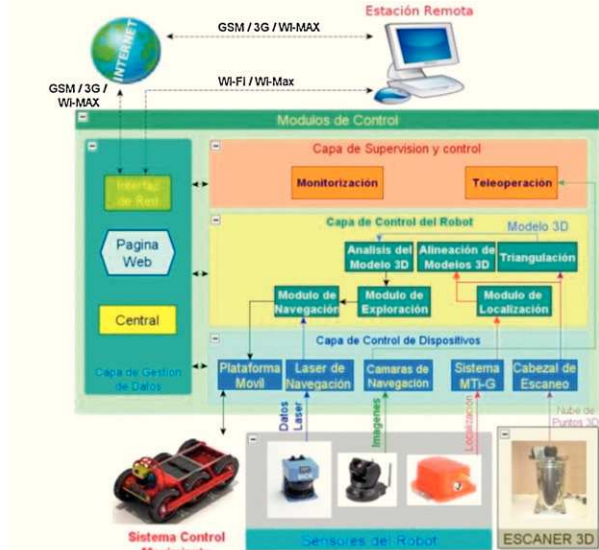 Estación Remota
GSM / 3G / Wi-MAX
INTERNET
Wi-Fi / Wi-Max
GSM / 3G /
Wi-MAX
Modulos de Control
Capa de Supervision y control
Monitorización
Teleoperación
Interfaz
de Red
Pagina
Web
Central
Capa de Gestion
de Datos
Capa de Control del Robot
Modelo 3D
Analisis del
Modelo 3D
Alineación de
Modelos 3D
Triangulación
Modulo de
Navegación
Modulo de
Exploración
Modulo de
Localización
Capa de Control de Dispositivos
Plataforma
Movil
Laser de
Navegación
Camaras de
Navegación
Sistema
MTi-G
Cabezal de
Escaneo
Datos
Laser
Imagenes
Localización
Nube de
Puntos 3D
Sistema Control
Sensores del Robot
ESCANER 3D